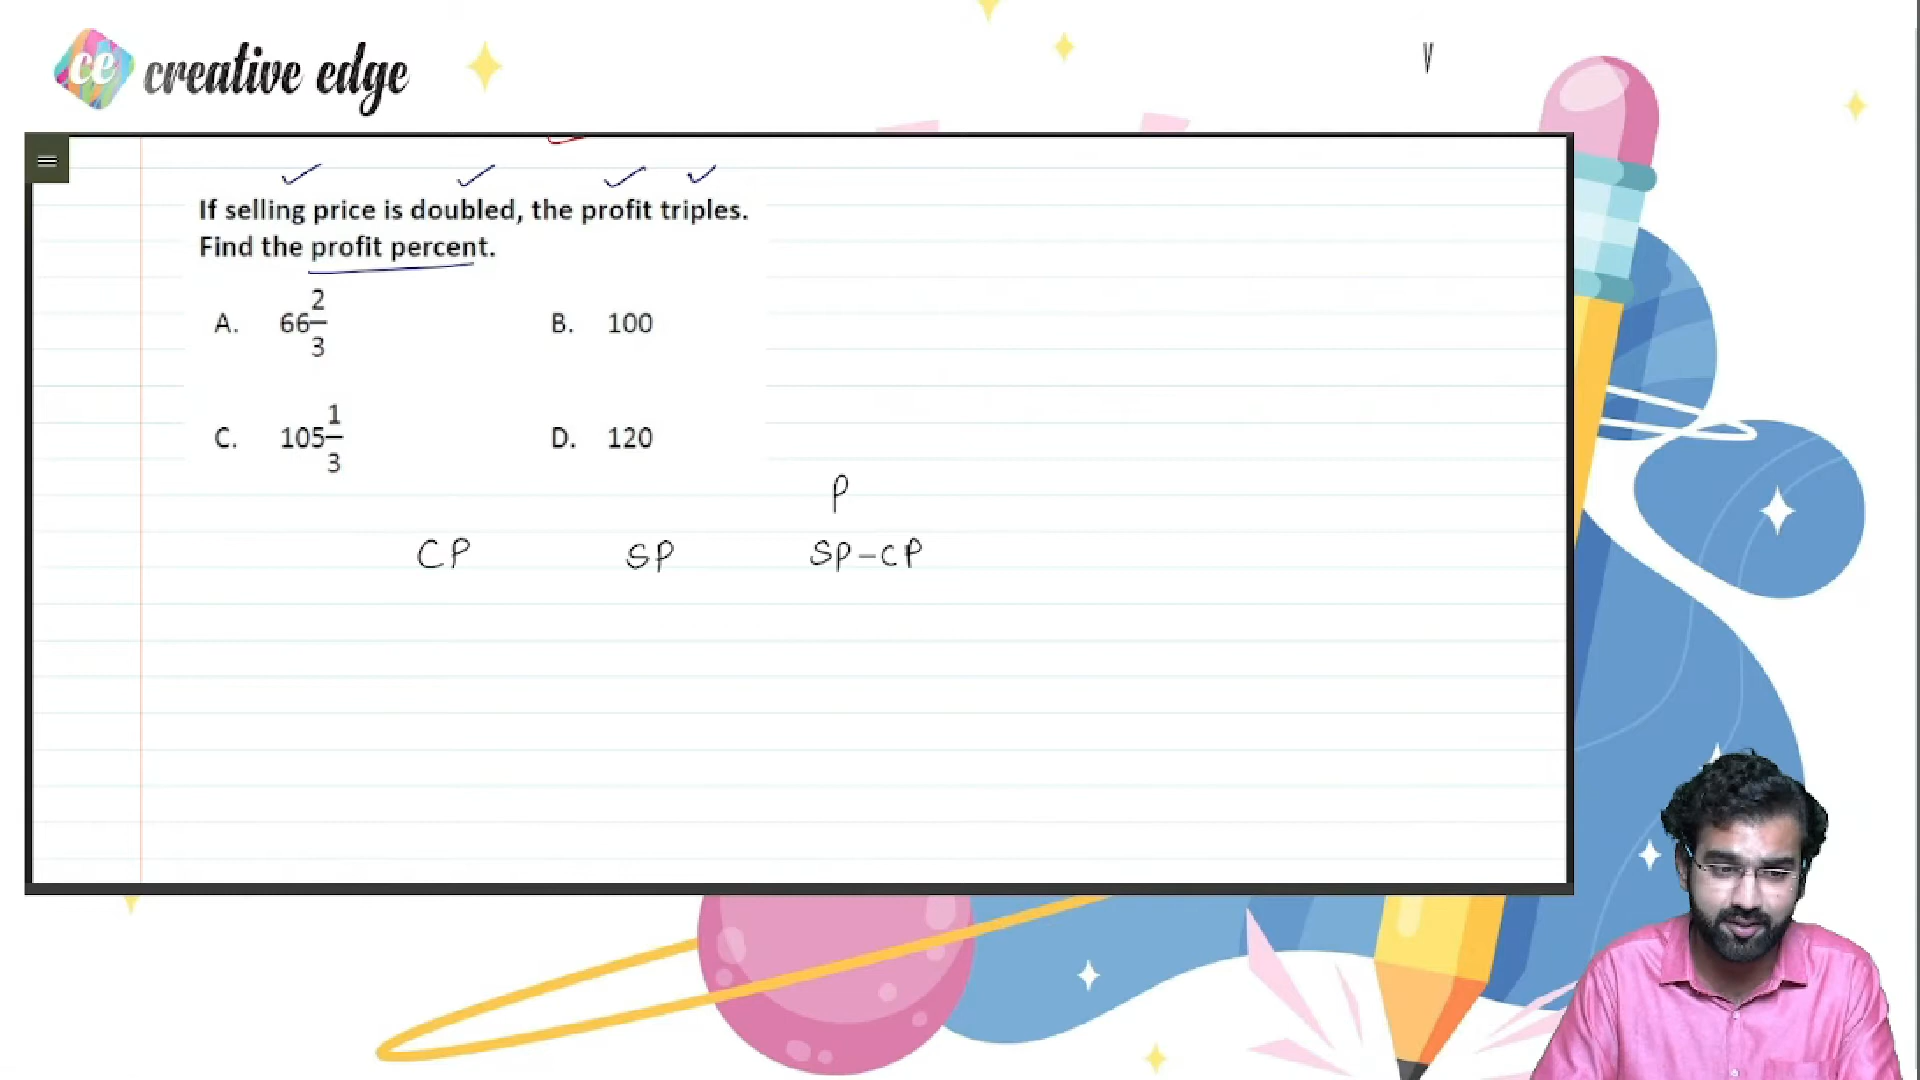 ce creative edge
V
If selling price is doubled, the profit triples.
Find the profit percent.
A. 66 2/3 B. 100
C. 105 1/3 D. 120
P
CP SP SP-CP